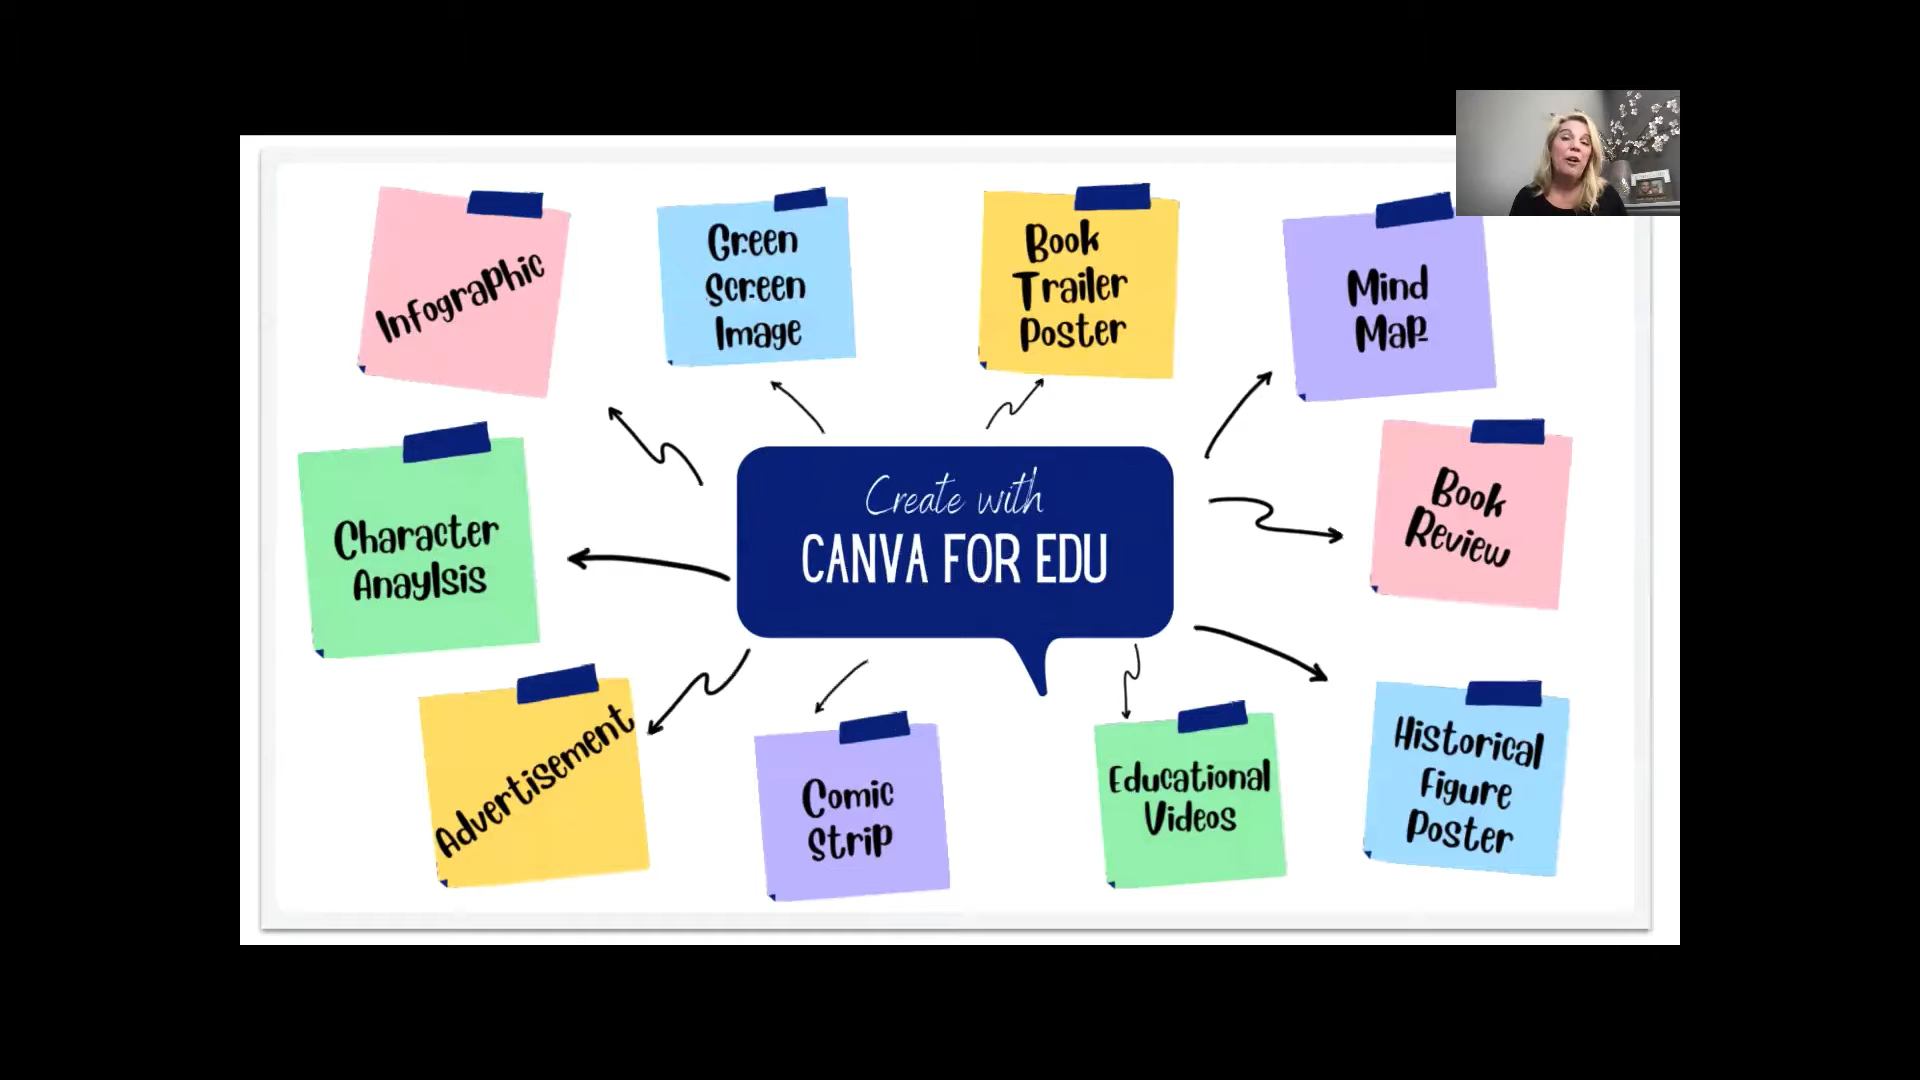 Infographic
Green
Screen
Image
Book
Trailer
Poster
Mind
Map
Character
Anaylsis
Create with
CANVA FOR EDU
Book
Review
Advertisement
Comic
Strip
Educational
Videos
Historical
Figure
Poster